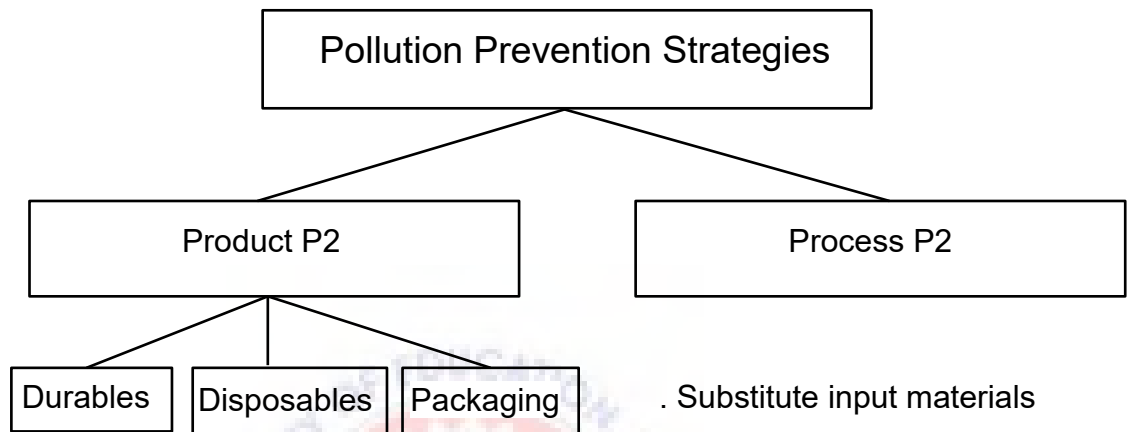 Pollution Prevention Strategies
Product P2
Process P2
Durables
Disposables
Packaging
. Substitute input materials